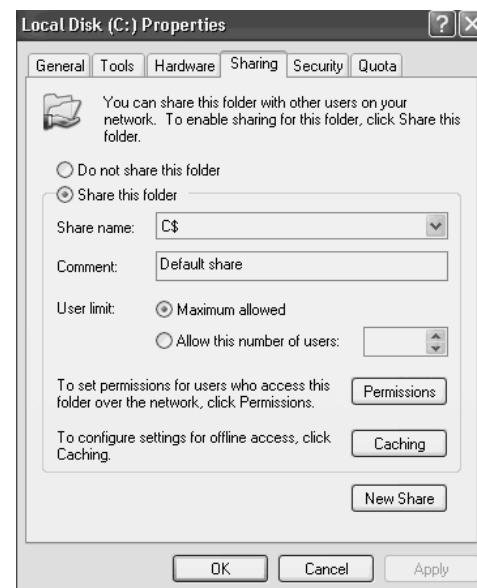 Local Disk (C:) Properties
?
General Tools Hardware Sharing Security Quota
You can share this folder with other users on your
network. To enable sharing for this folder, click Share this
folder.
Do not share this folder
Share this folder
Share name: C$
Comment: Default share
User limit: Maximum allowed
Allow this number of users:
To set permissions for users who access this
folder over the network, click Permissions.
Permissions
To configure settings for offline access, click
Caching.
Caching
New Share
OK Cancel Apply